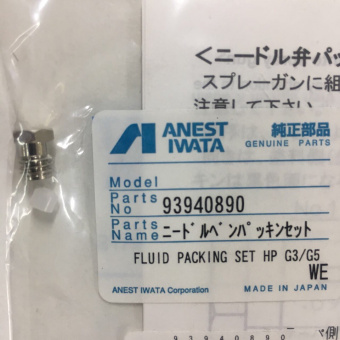 <ニードル弁パッ
スプレーガンに組
注意して下さい
ANEST
IWATA
純正部品
GENUINE PARTS
Model
Parts No 93940890
Parts Name ニードルベンパッキンセット
FLUID PACKING SET HP G3/G5
WE
ANEST IWATA Corporation MADE IN JAPAN
93940890
側